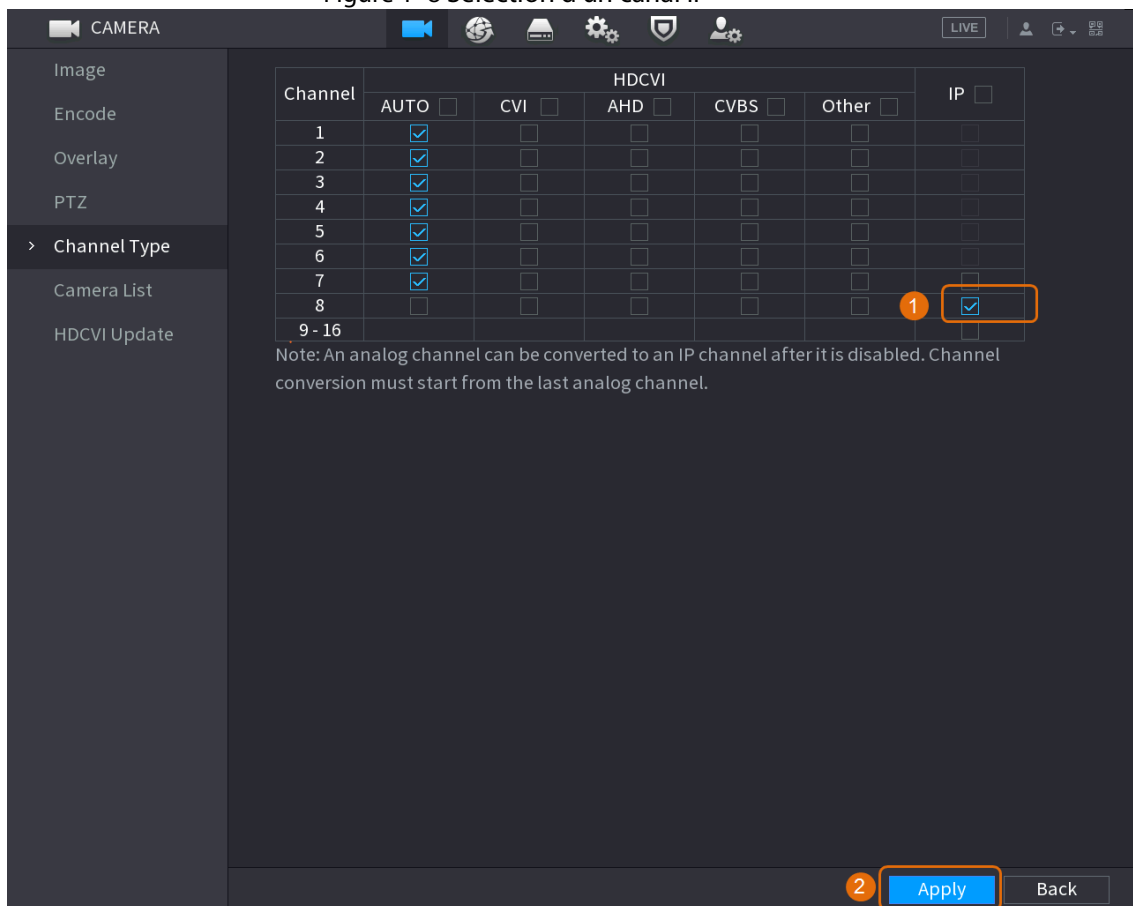 CAMERA
LIVE
Image
Encode
Overlay
PTZ
> Channel Type
Camera List
HDCVI Update
Channel HDCVI IP
AUTO CVI AHD CVBS Other
1
2
3
4
5
6
7
8 1
9 - 16
Note: An analog channel can be converted to an IP channel after it is disabled. Channel
conversion must start from the last analog channel.
2 Apply Back